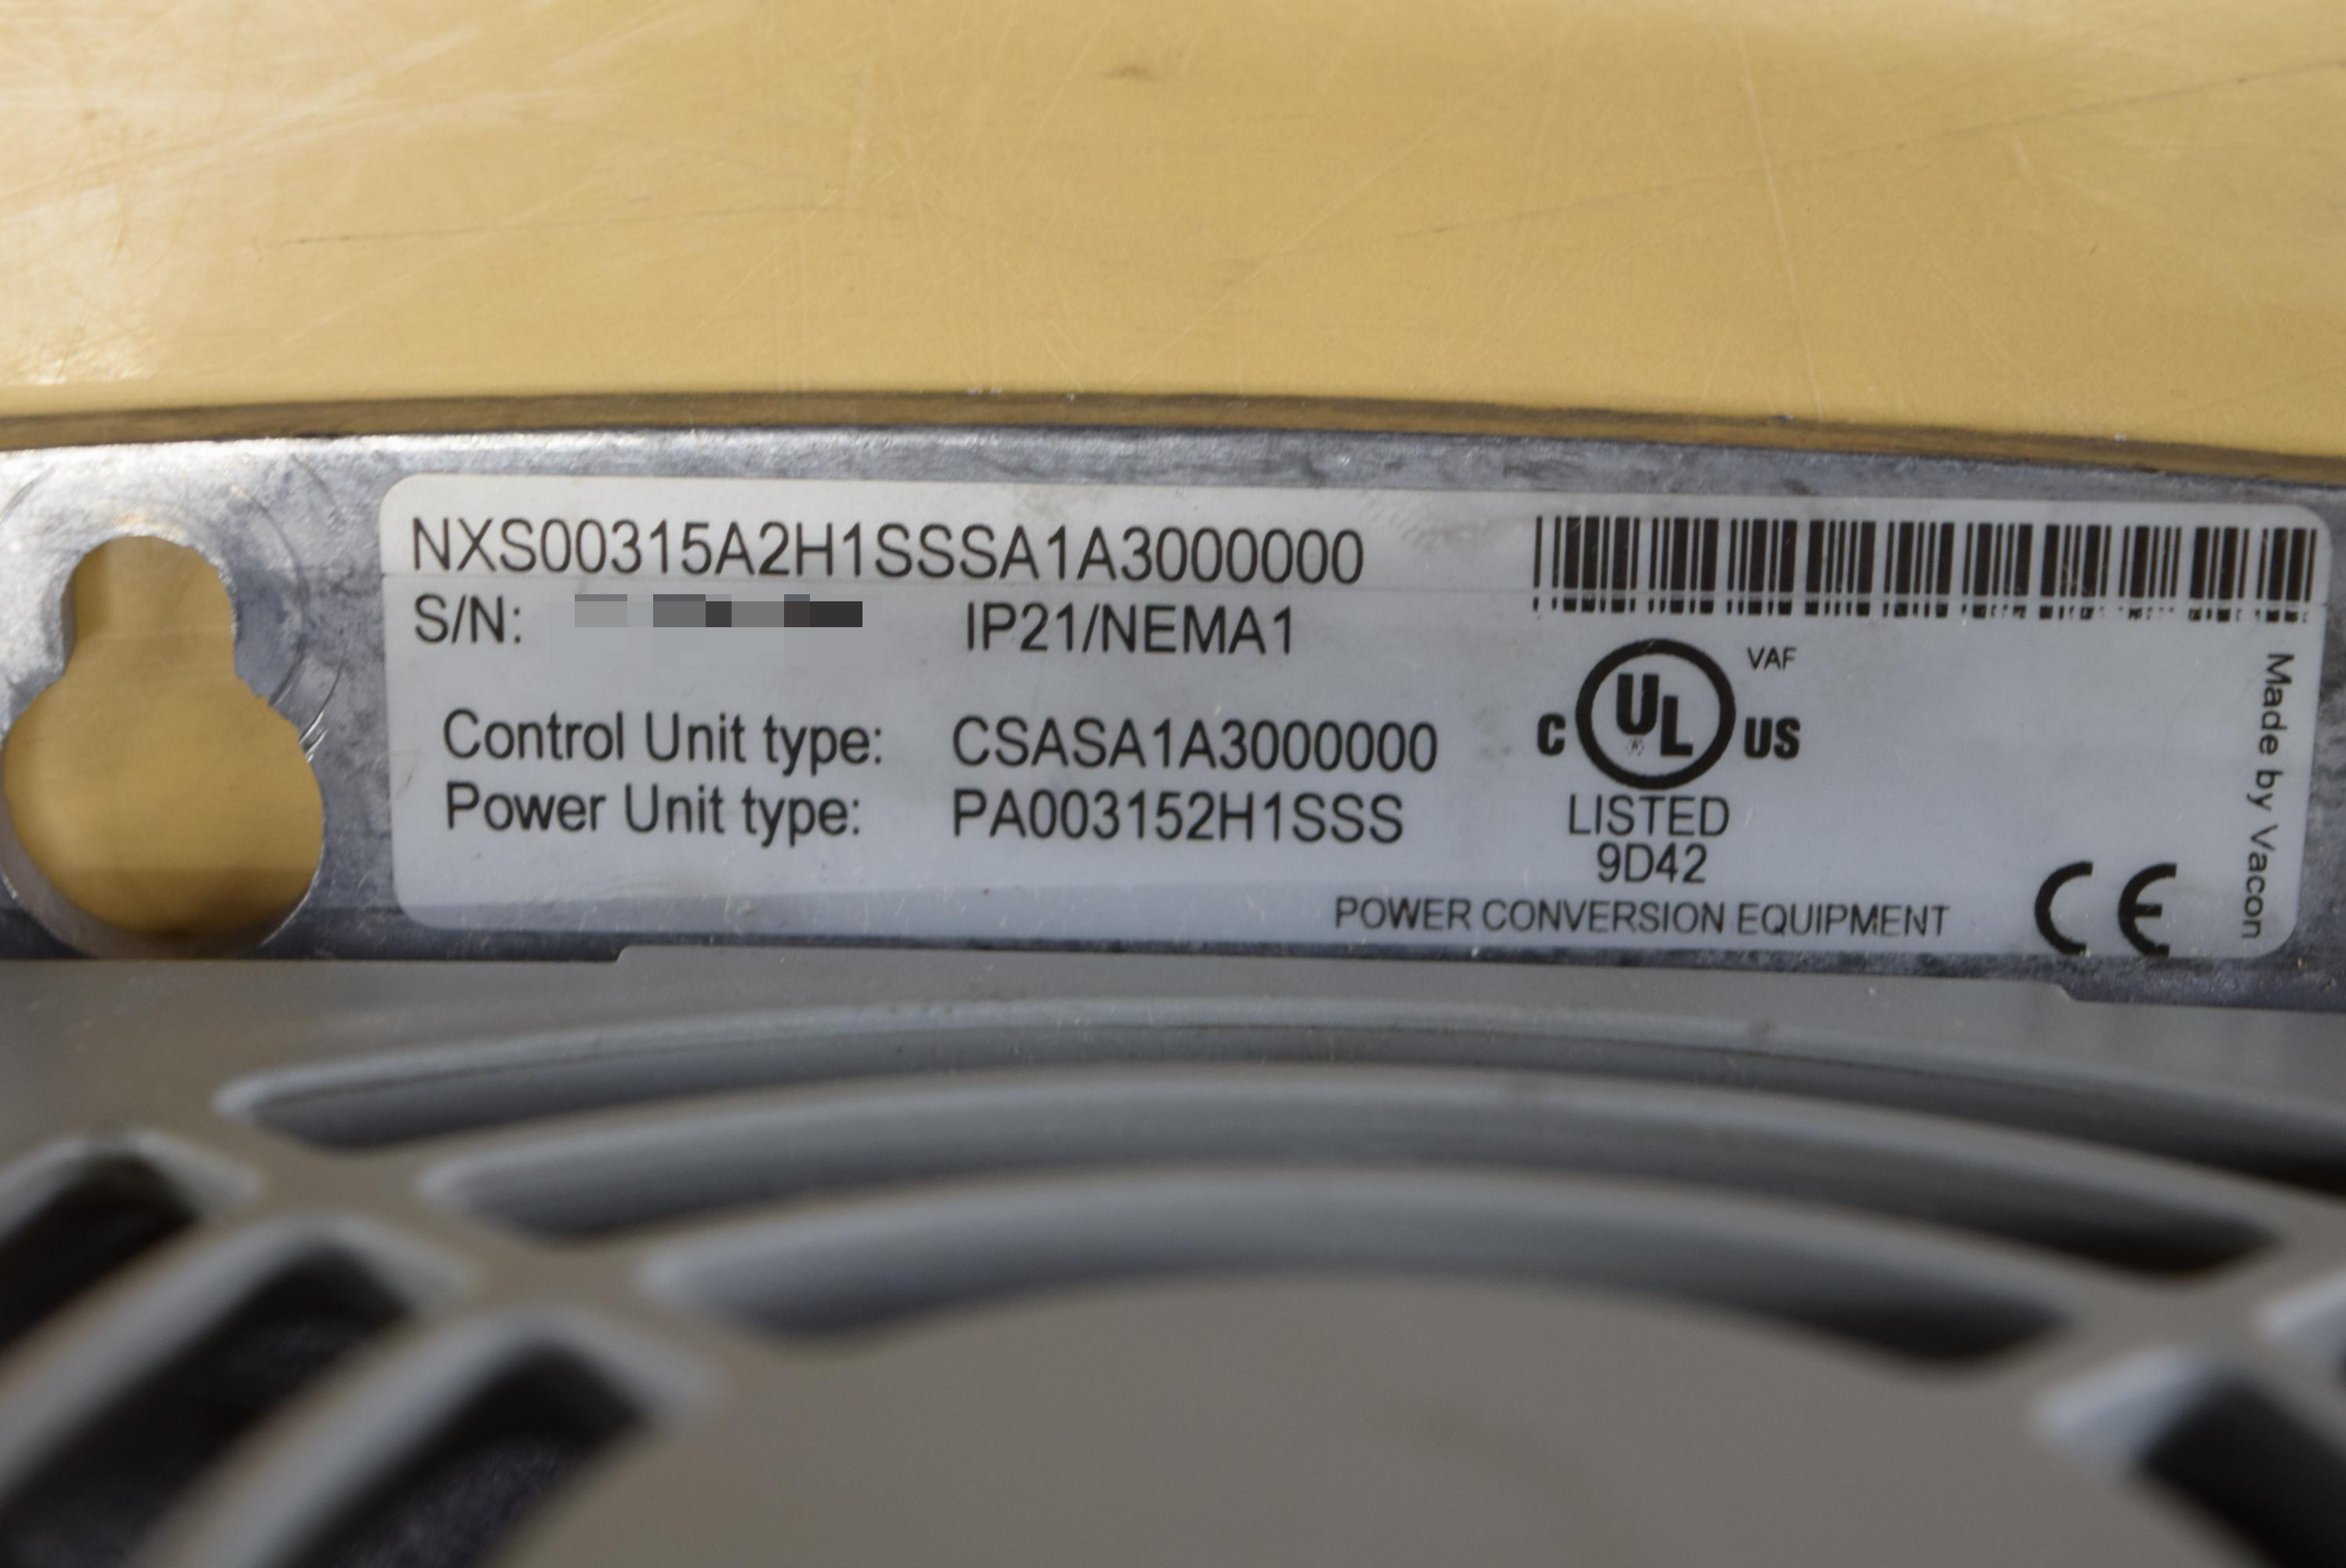 NXS00315A2H1SSSA1A3000000
S/N:
IP21/NEMA1
Control Unit type: CSASA1A3000000
Power Unit type: PA003152H1SSS
VAF
C UL® US
LISTED
9D42
POWER CONVERSION EQUIPMENT
CE
Made by Vacon